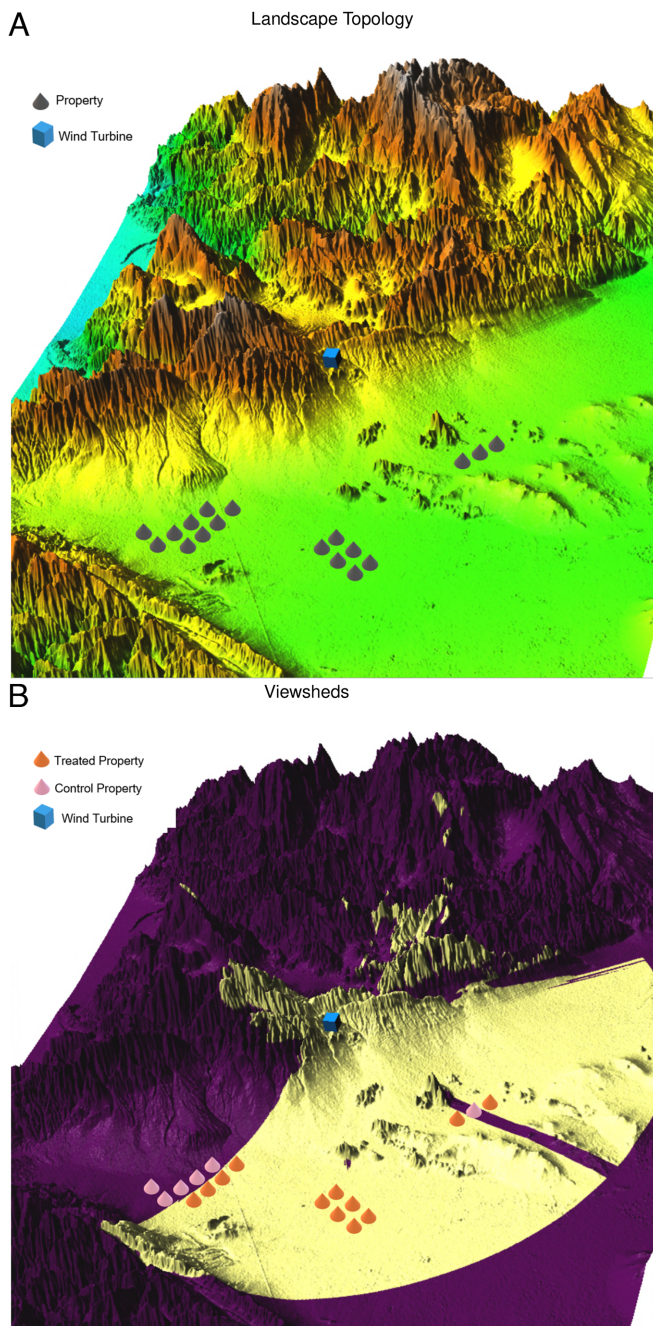 A
Landscape Topology
Property
Wind Turbine
B
Viewsheds
Treated Property
Control Property
Wind Turbine